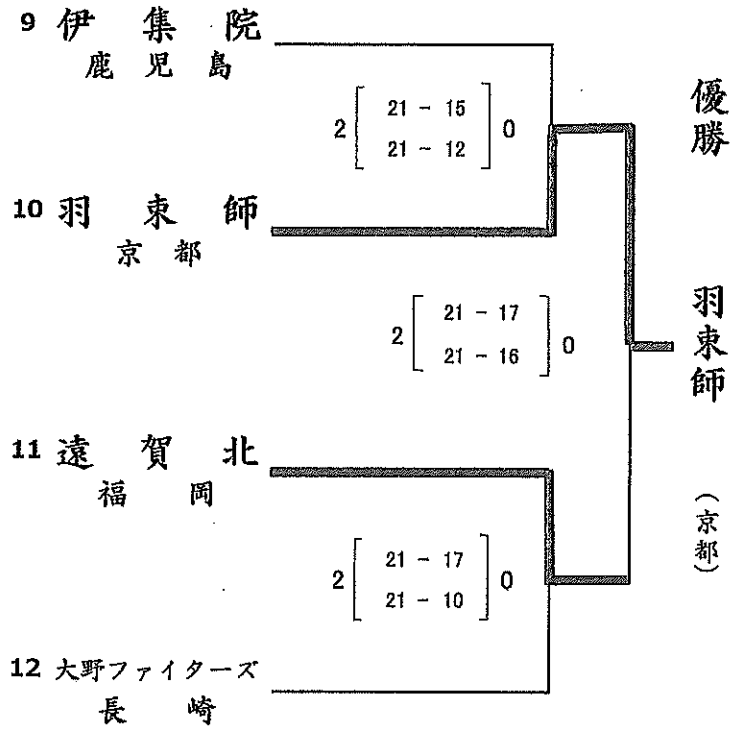 9 伊集院
鹿児島
2 [ 21 - 15 ] 0
21 - 12
10 羽束師
京都
2 [ 21 - 17 ] 0
21 - 16
11 遠賀北
福岡
2 [ 21 - 17 ] 0
21 - 10
12 大野ファイターズ
長崎
優勝
羽束師
（京都）